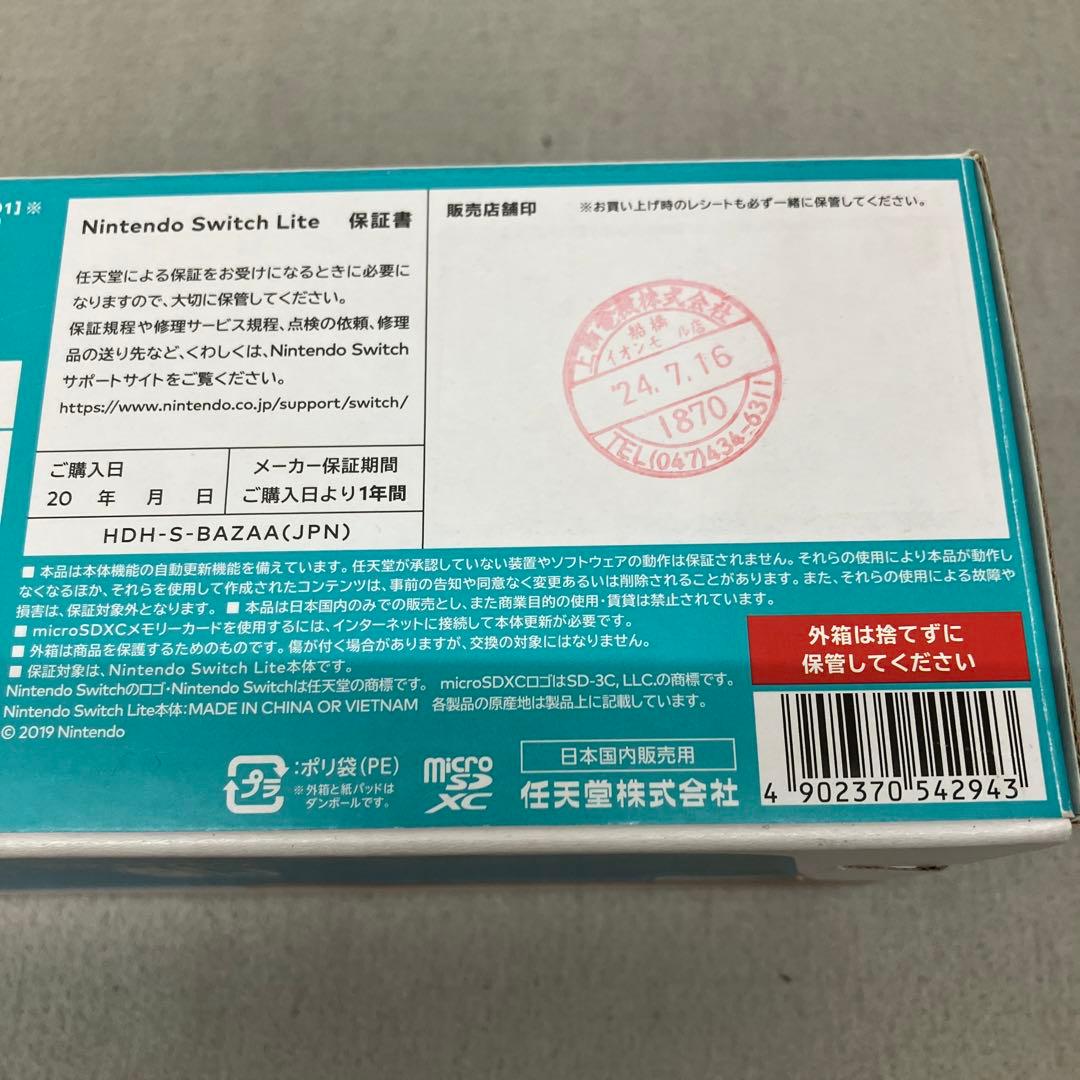 01]※
Nintendo Switch Lite 保証書
任天堂による保証をお受けになるときに必要に
なりますので、大切に保管してください。
保証規程や修理サービス規程、点検の依頼、修理
品の送り先など、くわしくは、Nintendo Switch
サポートサイトをご覧ください。
https://www.nintendo.co.jp/support/switch/
ご購入日
20 年 月 日
メーカー保証期間
ご購入日より1年間
HDH-S-BAZAA(JPN)
販売店舗印 ※お買い上げ時のレシートも必ず一緒に保管してください。
上新電機株式会社
船橋
イオンモール店
'24.7.16
1870
TEL(047)434-6311
■ 本品は本体機能の自動更新機能を備えています。任天堂が承認していない装置やソフトウェアの動作は保証されません。それらの使用により本品が動作し
なくなるほか、それらを使用して作成されたコンテンツは、事前の告知や同意なく変更あるいは削除されることがあります。また、それらの使用による故障や
損害は、保証対象外となります。 ■ 本品は日本国内のみでの販売とし、また商業目的の使用・賃貸は禁止されています。
■ microSDXCメモリーカードを使用するには、インターネットに接続して本体更新が必要です。
■ 外箱は商品を保護するためのものです。傷が付く場合がありますが、交換の対象にはなりません。
■ 保証対象は、Nintendo Switch Lite本体です。
Nintendo Switchのロゴ・Nintendo Switchは任天堂の商標です。 microSDXCロゴはSD-3C, LLC.の商標です。
Nintendo Switch Lite本体：MADE IN CHINA OR VIETNAM 各製品の原産地は製品上に記載しています。
© 2019 Nintendo
外箱は捨てずに
保管してください
プラ
：ポリ袋（PE）
※外箱と紙パッドは
ダンボールです。
micro
SD
XC
日本国内販売用
任天堂株式会社
4 902370 542943